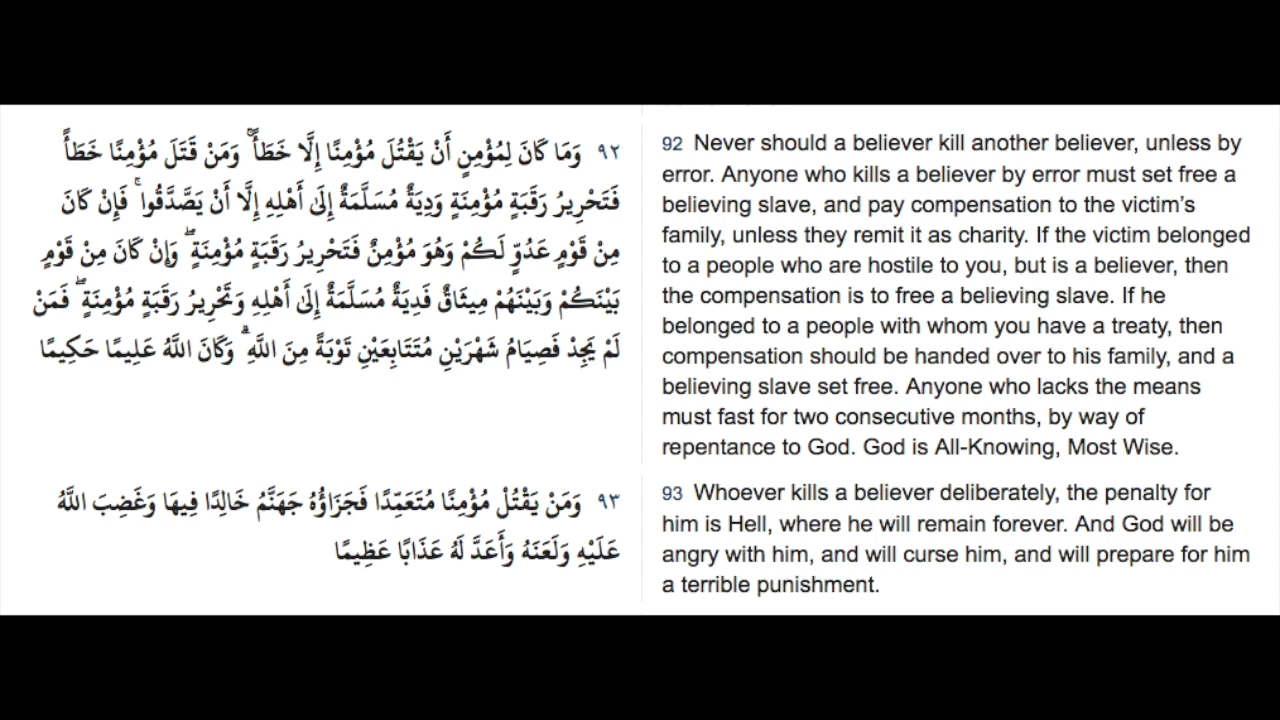 ٩٢ وَمَا كَانَ لِمُؤْمِنٍ أَنْ يَقْتُلَ مُؤْمِنًا إِلَّا خَطَأً ۚ وَمَنْ قَتَلَ مُؤْمِنًا خَطَأً
فَتَحْرِيرُ رَقَبَةٍ مُؤْمِنَةٍ وَدِيَةٌ مُسَلَّمَةٌ إِلَىٰ أَهْلِهِ إِلَّا أَنْ يَصَّدَّقُوا ۚ فَإِنْ كَانَ
مِنْ قَوْمٍ عَدُوٍّ لَكُمْ وَهُوَ مُؤْمِنٌ فَتَحْرِيرُ رَقَبَةٍ مُؤْمِنَةٍ ۖ وَإِنْ كَانَ مِنْ قَوْمٍ
بَيْنَكُمْ وَبَيْنَهُمْ مِيثَاقٌ فَدِيَةٌ مُسَلَّمَةٌ إِلَىٰ أَهْلِهِ وَتَحْرِيرُ رَقَبَةٍ مُؤْمِنَةٍ ۖ فَمَنْ
لَمْ يَجِدْ فَصِيَامُ شَهْرَيْنِ مُتَتَابِعَيْنِ تَوْبَةً مِنَ اللَّهِ ۗ وَكَانَ اللَّهُ عَلِيمًا حَكِيمًا
92 Never should a believer kill another believer, unless by
error. Anyone who kills a believer by error must set free a
believing slave, and pay compensation to the victim’s
family, unless they remit it as charity. If the victim belonged
to a people who are hostile to you, but is a believer, then
the compensation is to free a believing slave. If he
belonged to a people with whom you have a treaty, then
compensation should be handed over to his family, and a
believing slave set free. Anyone who lacks the means
must fast for two consecutive months, by way of
repentance to God. God is All-Knowing, Most Wise.
٩٣ وَمَنْ يَقْتُلْ مُؤْمِنًا مُتَعَمِّدًا فَجَزَاؤُهُ جَهَنَّمُ خَالِدًا فِيهَا وَغَضِبَ اللَّهُ
عَلَيْهِ وَلَعَنَهُ وَأَعَدَّ لَهُ عَذَابًا عَظِيمًا
93 Whoever kills a believer deliberately, the penalty for
him is Hell, where he will remain forever. And God will be
angry with him, and will curse him, and will prepare for him
a terrible punishment.